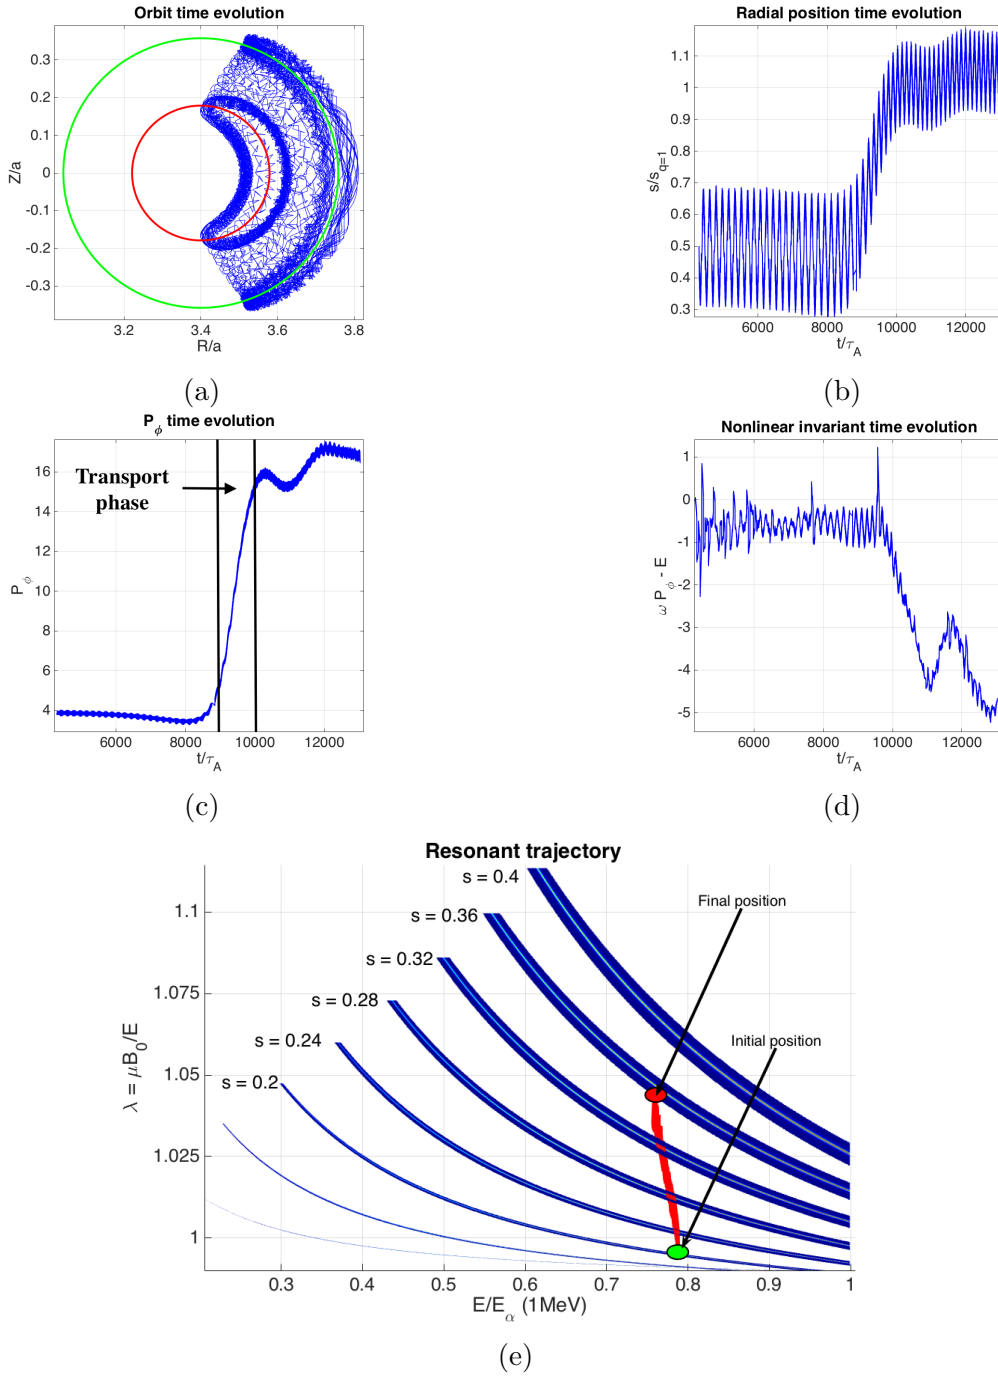 Orbit time evolution
Z/a
0.3
0.2
0.1
0
-0.1
-0.2
-0.3
3.2
3.4
3.6
3.8
R/a
(a)
Radial position time evolution
s/s_{q=1}
1.1
1
0.9
0.8
0.7
0.6
0.5
0.4
0.3
6000
8000
10000
12000
t/τ_A
(b)
P_ϕ time evolution
Transport
phase
P_ϕ
16
14
12
10
8
6
4
6000
8000
10000
12000
t/τ_A
(c)
Nonlinear invariant time evolution
ω P_ϕ - E
1
0
-1
-2
-3
-4
-5
6000
8000
10000
12000
t/τ_A
(d)
Resonant trajectory
s = 0.4
s = 0.36
s = 0.32
s = 0.28
s = 0.24
s = 0.2
Final position
Initial position
λ = μB_0/E
1.1
1.075
1.05
1.025
1
0.3
0.4
0.5
0.6
0.7
0.8
0.9
1
E/E_α (1MeV)
(e)